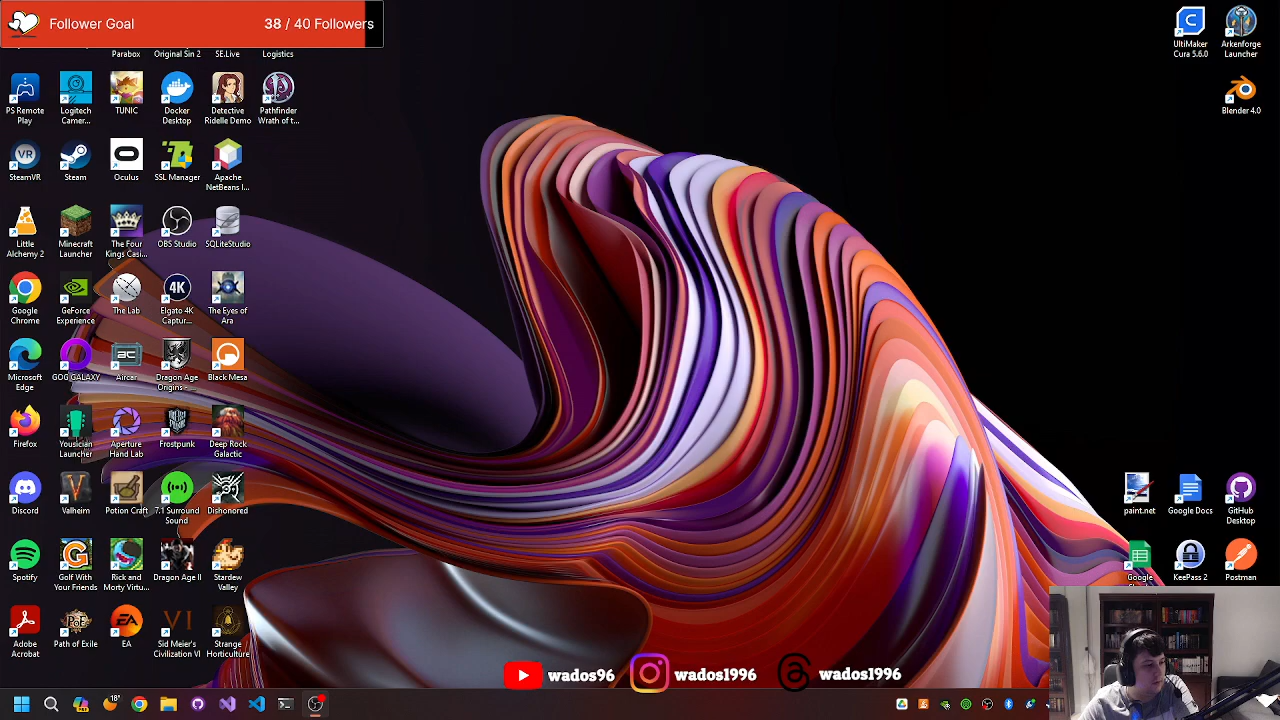 Follower Goal
38 / 40 Followers
Parabox
Original Sin 2
SE.Live
Logistics
PS Remote
Play
Logitech
Camer...
TUNIC
Docker
Desktop
Detective
Ridelle Demo
Pathfinder
Wrath of t...
SteamVR
Steam
Oculus
SSL Manager
Apache
NetBeans I...
Little
Alchemy 2
Minecraft
Launcher
The Four
Kings Casi...
OBS Studio
SQLiteStudio
Google
Chrome
GeForce
Experience
The Lab
4K
Elgato 4K
Captur...
The Eyes of
Ara
Microsoft
Edge
GOG GALAXY
Aircar
Dragon Age
Origins -...
Black Mesa
Firefox
Yousician
Launcher
Aperture
Hand Lab
Frostpunk
Deep Rock
Galactic
Discord
Valheim
Potion Craft
7.1 Surround
Sound
Dishonored
Spotify
Golf With
Your Friends
Rick and
Morty Virtu...
Dragon Age II
Stardew
Valley
Adobe
Acrobat
Path of Exile
EA
EA
VI
Sid Meier's
Civilization VI
Strange
Horticulture
UltiMaker
Cura 5.6.0
Arkenforge
Launcher
Blender 4.0
paint.net
Google Docs
GitHub
Desktop
Google
KeePass 2
Postman
wados96
wados1996
wados1996
18°